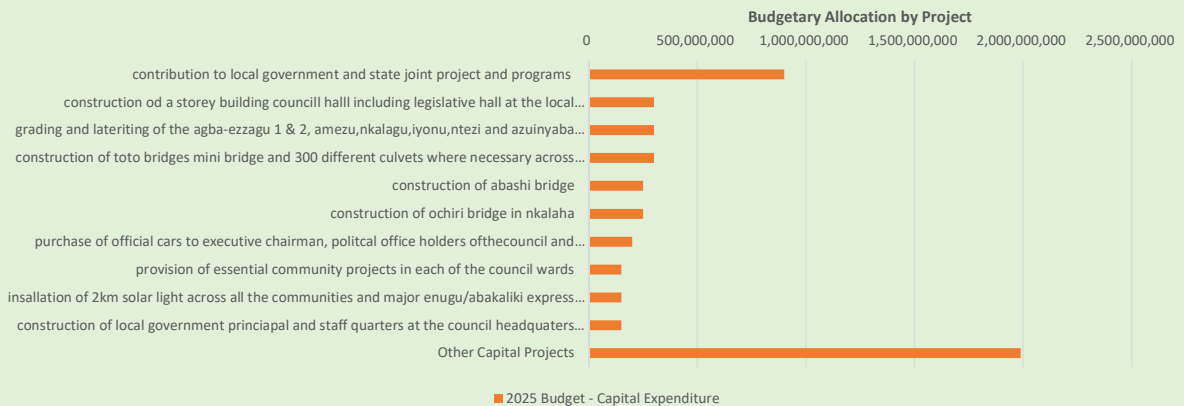 Budgetary Allocation by Project
0 500,000,000 1,000,000,000 1,500,000,000 2,000,000,000 2,500,000,000
contribution to local government and state joint project and programs
construction od a storey building councill halll including legislative hall at the local…
grading and lateriting of the agba-ezzagu 1 & 2, amezu,nkalagu,iyonu,ntezi and azuinyaba…
construction of toto bridges mini bridge and 300 different culvets where necessary across…
construction of abashi bridge
construction of ochiri bridge in nkalaha
purchase of official cars to executive chairman, politcal office holders ofthecouncil and…
provision of essential community projects in each of the council wards
insallation of 2km solar light across all the communities and major enugu/abakaliki express…
construction of local government princiapal and staff quarters at the council headquaters…
Other Capital Projects
2025 Budget - Capital Expenditure